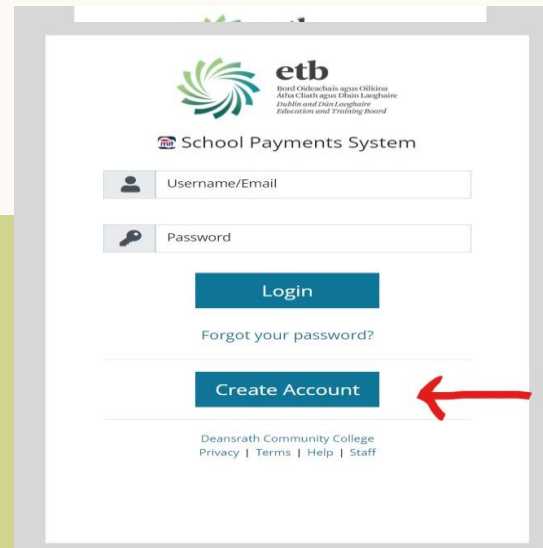 etb
Bord Oideachais agus Oiliúna
Átha Cliath agus Dhún Laoghaire
Dublin and Dún Laoghaire
Education and Training Board
School Payments System
Username/Email
Password
Login
Forgot your password?
Create Account
Deansrath Community College
Privacy | Terms | Help | Staff